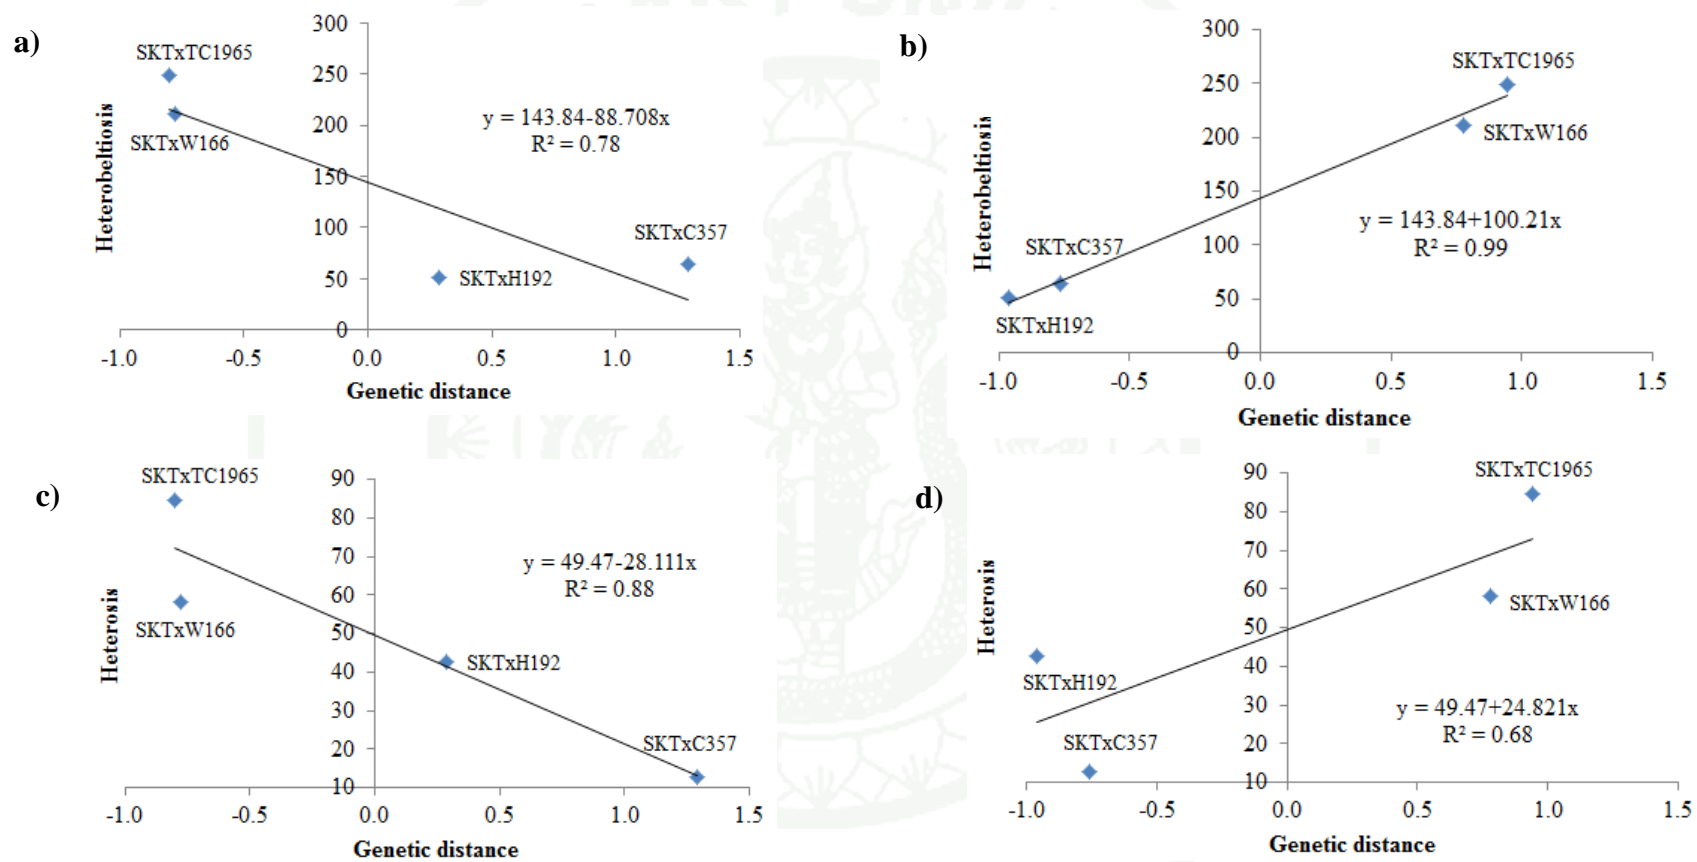 a)
300
250
200
150
100
50
0
-1.0 -0.5 0.0 0.5 1.0 1.5
Heterobeltiosis
Genetic distance
SKTxTC1965
SKTxW166
y = 143.84-88.708x
R² = 0.78
SKTxC357
SKTxH192
b)
300
250
200
150
100
50
0
-1.0 -0.5 0.0 0.5 1.0 1.5
Heterobeltiosis
Genetic distance
SKTxTC1965
SKTxW166
y = 143.84+100.21x
R² = 0.99
SKTxC357
SKTxH192
c)
90
80
70
60
50
40
30
20
10
-1.0 -0.5 0.0 0.5 1.0 1.5
Heterosis
Genetic distance
SKTxTC1965
SKTxW166
y = 49.47-28.111x
R² = 0.88
SKTxH192
SKTxC357
d)
90
80
70
60
50
40
30
20
10
-1.0 -0.5 0.0 0.5 1.0 1.5
Heterosis
Genetic distance
SKTxTC1965
SKTxW166
SKTxH192
y = 49.47+24.821x
R² = 0.68
SKTxC357